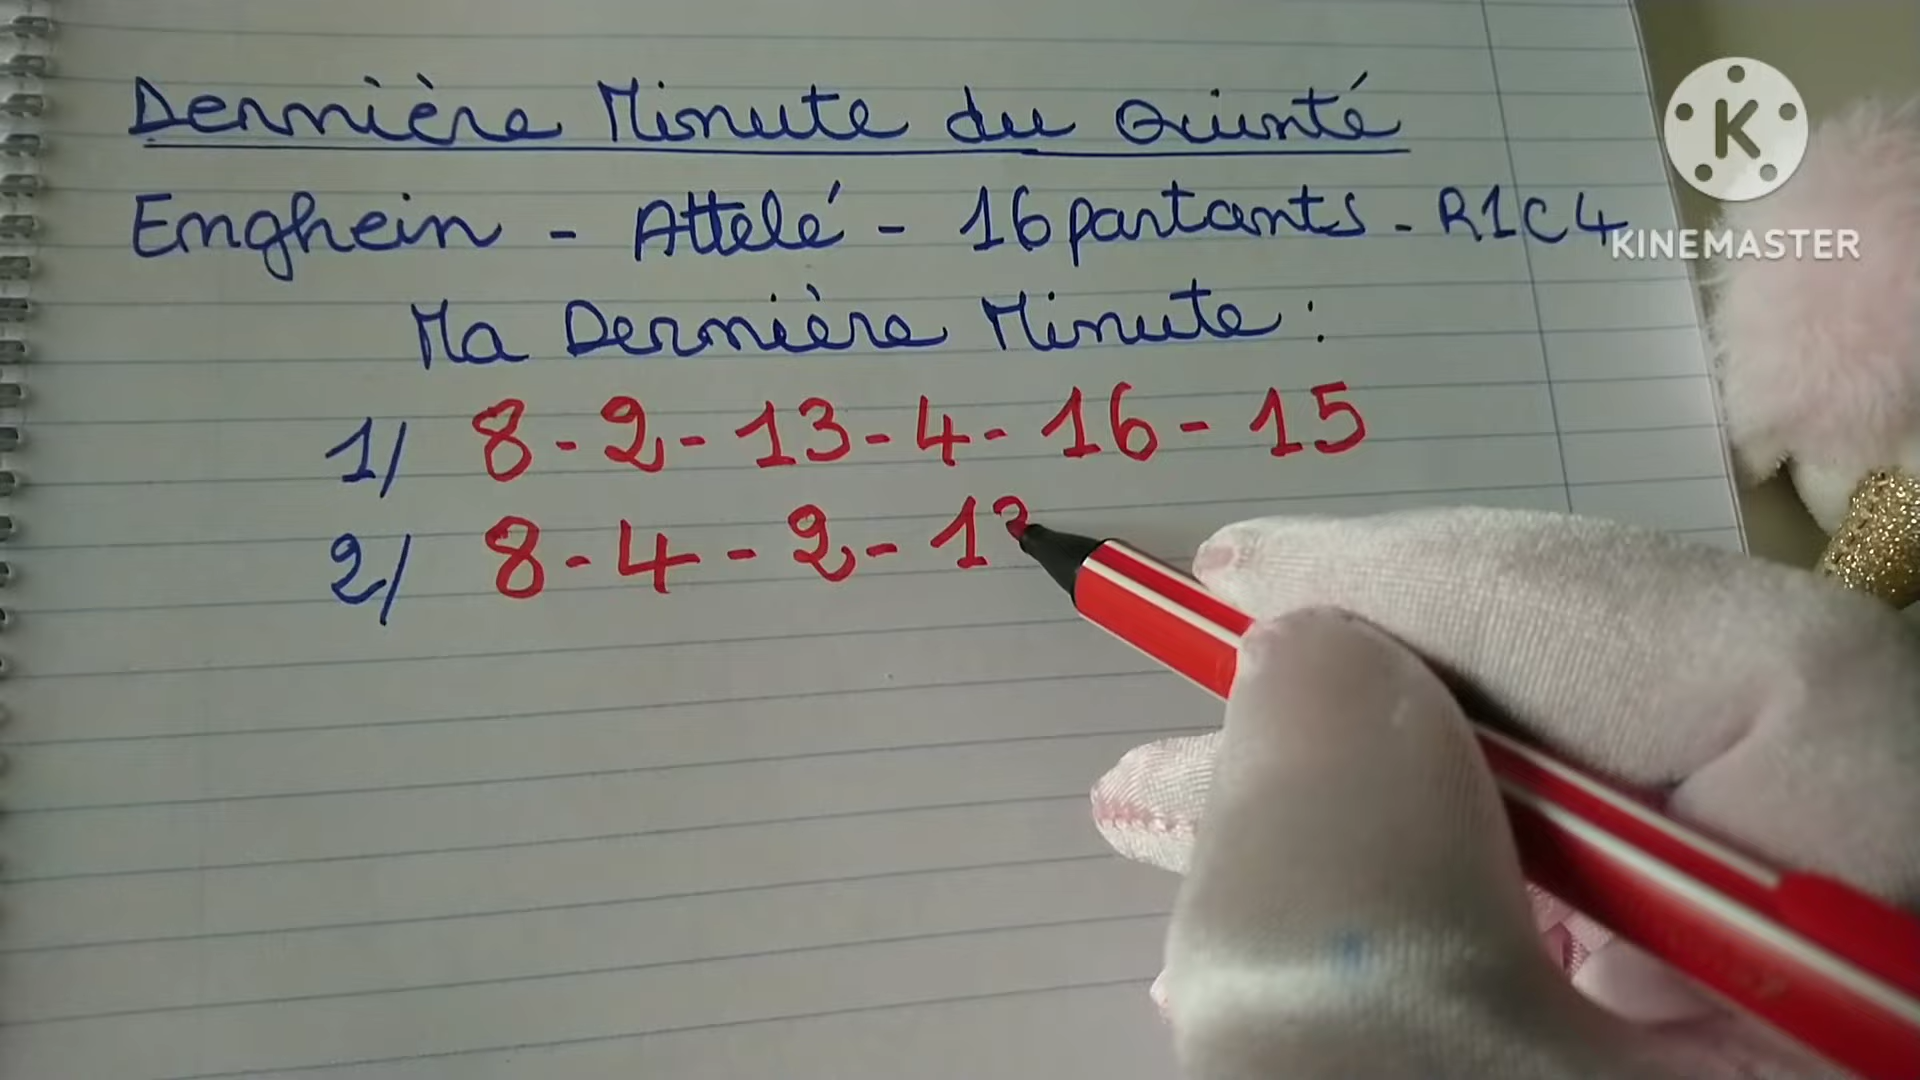 Dernière Minute du Quinté
Enghein - Attelé - 16 partants - R1C4
KINEMASTER
Ma Dernière Minute :
1/ 8 - 2 - 13 - 4 - 16 - 15
2/ 8 - 4 - 2 -